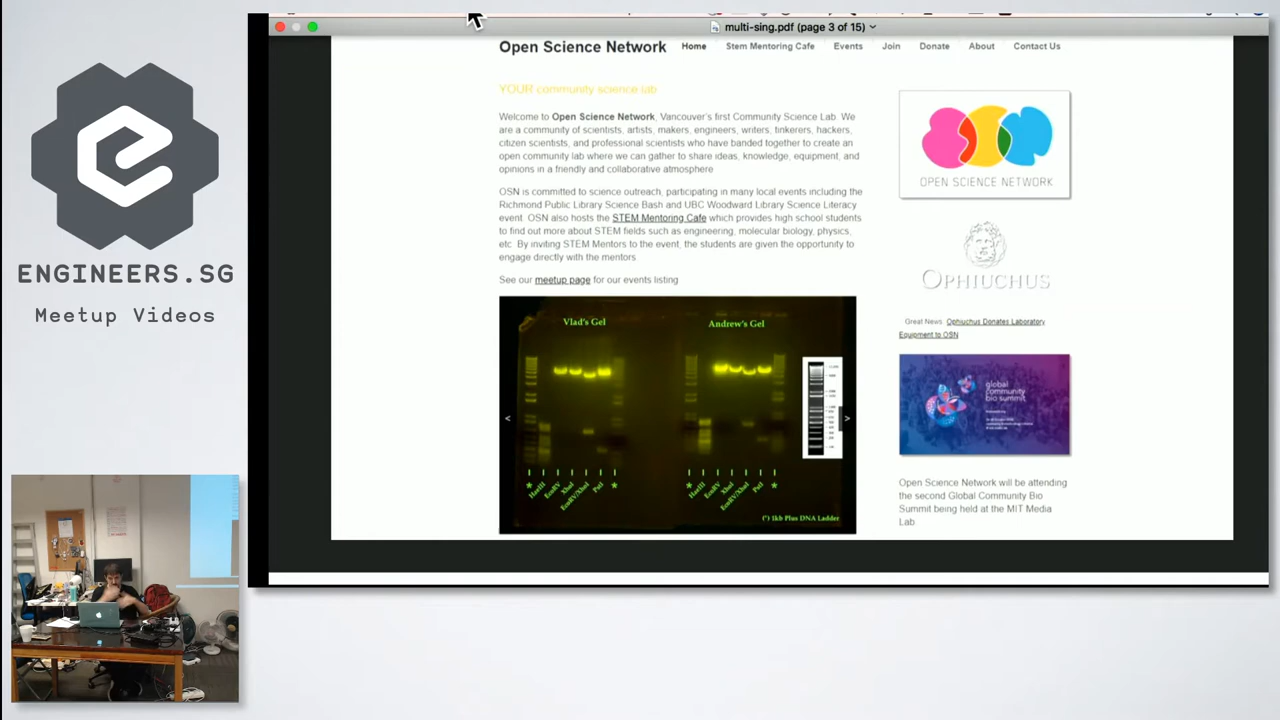 multi-sing.pdf (page 3 of 15)
Open Science Network Home Stem Mentoring Cafe Events Join Donate About Contact Us
YOUR community science lab
Welcome to Open Science Network, Vancouver's first Community Science Lab. We
are a community of scientists, artists, makers, engineers, writers, tinkerers, hackers,
citizen scientists, and professional scientists who have banded together to create an
open community lab where we can gather to share ideas, knowledge, equipment, and
opinions in a friendly and collaborative atmosphere
OSN is committed to science outreach, participating in many local events including the
Richmond Public Library Science Bash and UBC Woodward Library Science Literacy
event. OSN also hosts the STEM Mentoring Cafe which provides high school students
to find out more about STEM fields such as engineering, molecular biology, physics,
etc. By inviting STEM Mentors to the event, the students are given the opportunity to
engage directly with the mentors
See our meetup page for our events listing
Vlad's Gel
Andrew's Gel
< >
* HaeIII EcoRV XhoI EcoRV/XhoI PstI *
* HaeIII EcoRV XhoI EcoRV/XhoI PstI *
(*) 1kb Plus DNA Ladder
OPEN SCIENCE NETWORK
OPHIUCHUS
Great News Ophiuchus Donates Laboratory
Equipment to OSN
global
community
bio summit
Open Science Network will be attending
the second Global Community Bio
Summit being held at the MIT Media
Lab
ENGINEERS.SG
Meetup Videos